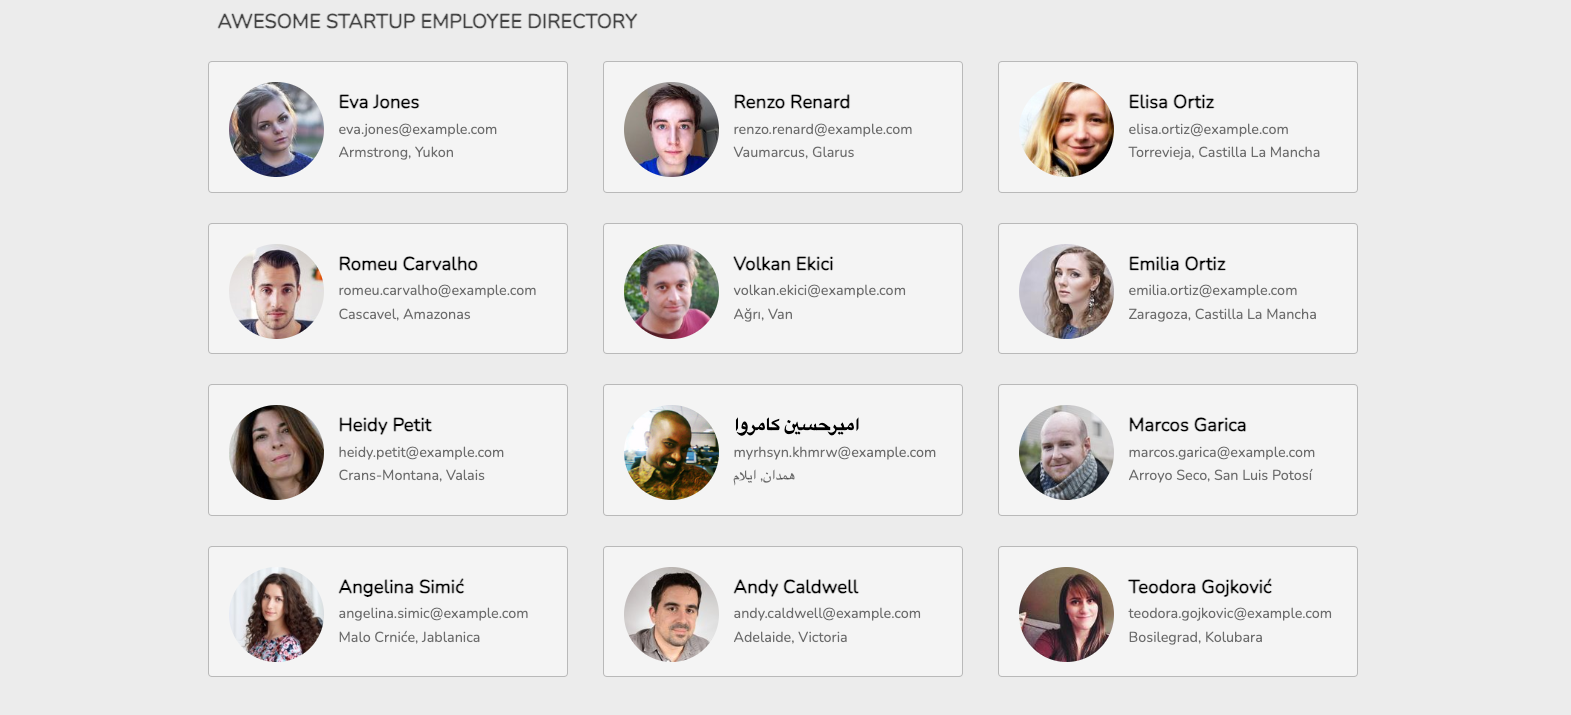 AWESOME STARTUP EMPLOYEE DIRECTORY
Eva Jones
eva.jones@example.com
Armstrong, Yukon
Renzo Renard
renzo.renard@example.com
Vaumarcus, Glarus
Elisa Ortiz
elisa.ortiz@example.com
Torrevieja, Castilla La Mancha
Romeu Carvalho
romeu.carvalho@example.com
Cascavel, Amazonas
Volkan Ekici
volkan.ekici@example.com
Ağrı, Van
Emilia Ortiz
emilia.ortiz@example.com
Zaragoza, Castilla La Mancha
Heidy Petit
heidy.petit@example.com
Crans-Montana, Valais
امیرحسین کامروا
myrhsyn.khmrw@example.com
همدان, ایلام
Marcos Garica
marcos.garica@example.com
Arroyo Seco, San Luis Potosí
Angelina Simić
angelina.simic@example.com
Malo Crniće, Jablanica
Andy Caldwell
andy.caldwell@example.com
Adelaide, Victoria
Teodora Gojković
teodora.gojkovic@example.com
Bosilegrad, Kolubara